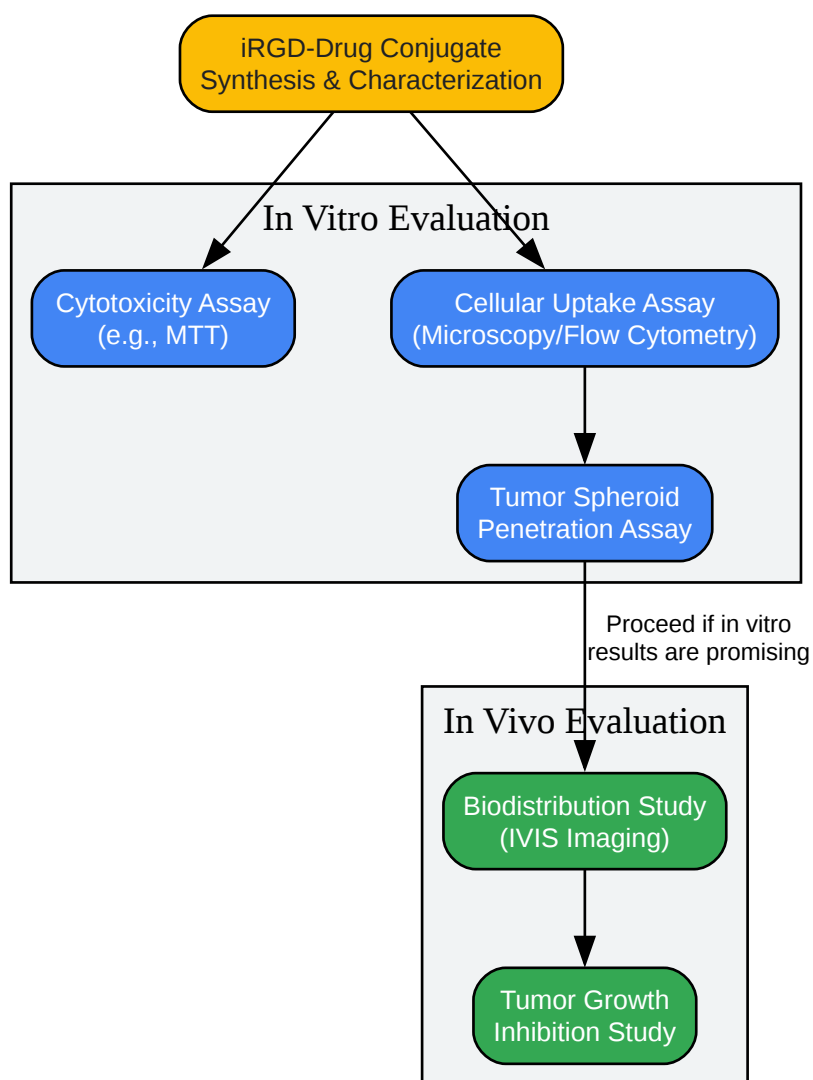 iRGD-Drug Conjugate
Synthesis & Characterization
In Vitro Evaluation
Cytotoxicity Assay
(e.g., MTT)
Cellular Uptake Assay
(Microscopy/Flow Cytometry)
Tumor Spheroid
Penetration Assay
Proceed if in vitro
results are promising
In Vivo Evaluation
Biodistribution Study
(IVIS Imaging)
Tumor Growth
Inhibition Study